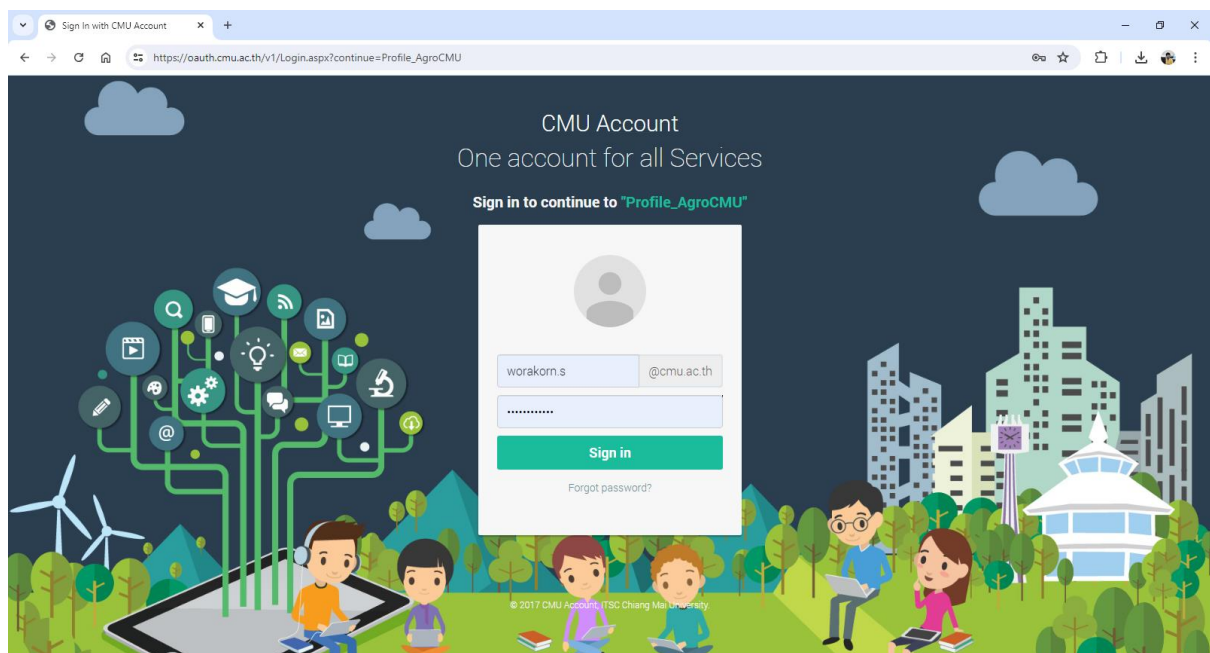 Sign In with CMU Account
https://oauth.cmu.ac.th/v1/Login.aspx?continue=Profile_AgroCMU
CMU Account
One account for all Services
Sign in to continue to "Profile_AgroCMU"
worakorn.s @cmu.ac.th
••••••••••••
Sign in
Forgot password?
@
© 2017 CMU Account, ITSC Chiang Mai University.